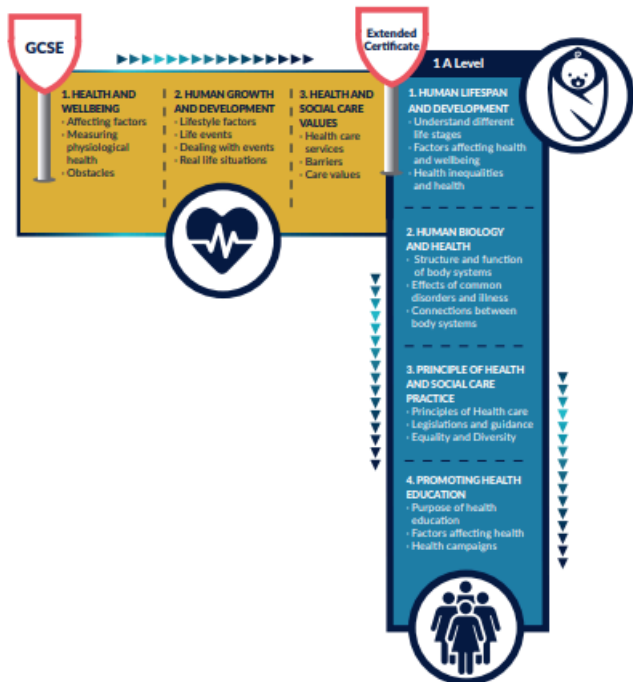 GCSE
1. HEALTH AND
WELLBEING
· Affecting factors
· Measuring
physiological
health
· Obstacles
2. HUMAN GROWTH
AND DEVELOPMENT
· Lifestyle factors
· Life events
· Dealing with events
· Real life situations
3. HEALTH AND
SOCIAL CARE
VALUES
· Health care
services
· Barriers
· Care values
Extended
Certificate
1 A Level
1. HUMAN LIFESPAN
AND DEVELOPMENT
· Understand different
life stages
· Factors affecting health
and wellbeing
· Health inequalities
and health
2. HUMAN BIOLOGY
AND HEALTH
· Structure and function
of body systems
· Effects of common
disorders and illness
· Connections between
body systems
3. PRINCIPLE OF HEALTH
AND SOCIAL CARE
PRACTICE
· Principles of Health care
· Legislations and guidance
· Equality and Diversity
4. PROMOTING HEALTH
EDUCATION
· Purpose of health
education
· Factors affecting health
· Health campaigns